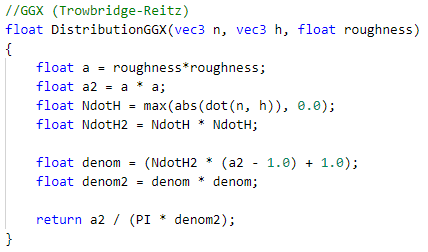 //GGX (Trowbridge-Reitz)
float DistributionGGX(vec3 n, vec3 h, float roughness)
{
    float a = roughness*roughness;
    float a2 = a * a;
    float NdotH = max(abs(dot(n, h)), 0.0);
    float NdotH2 = NdotH * NdotH;

    float denom = (NdotH2 * (a2 - 1.0) + 1.0);
    float denom2 = denom * denom;

    return a2 / (PI * denom2);
}